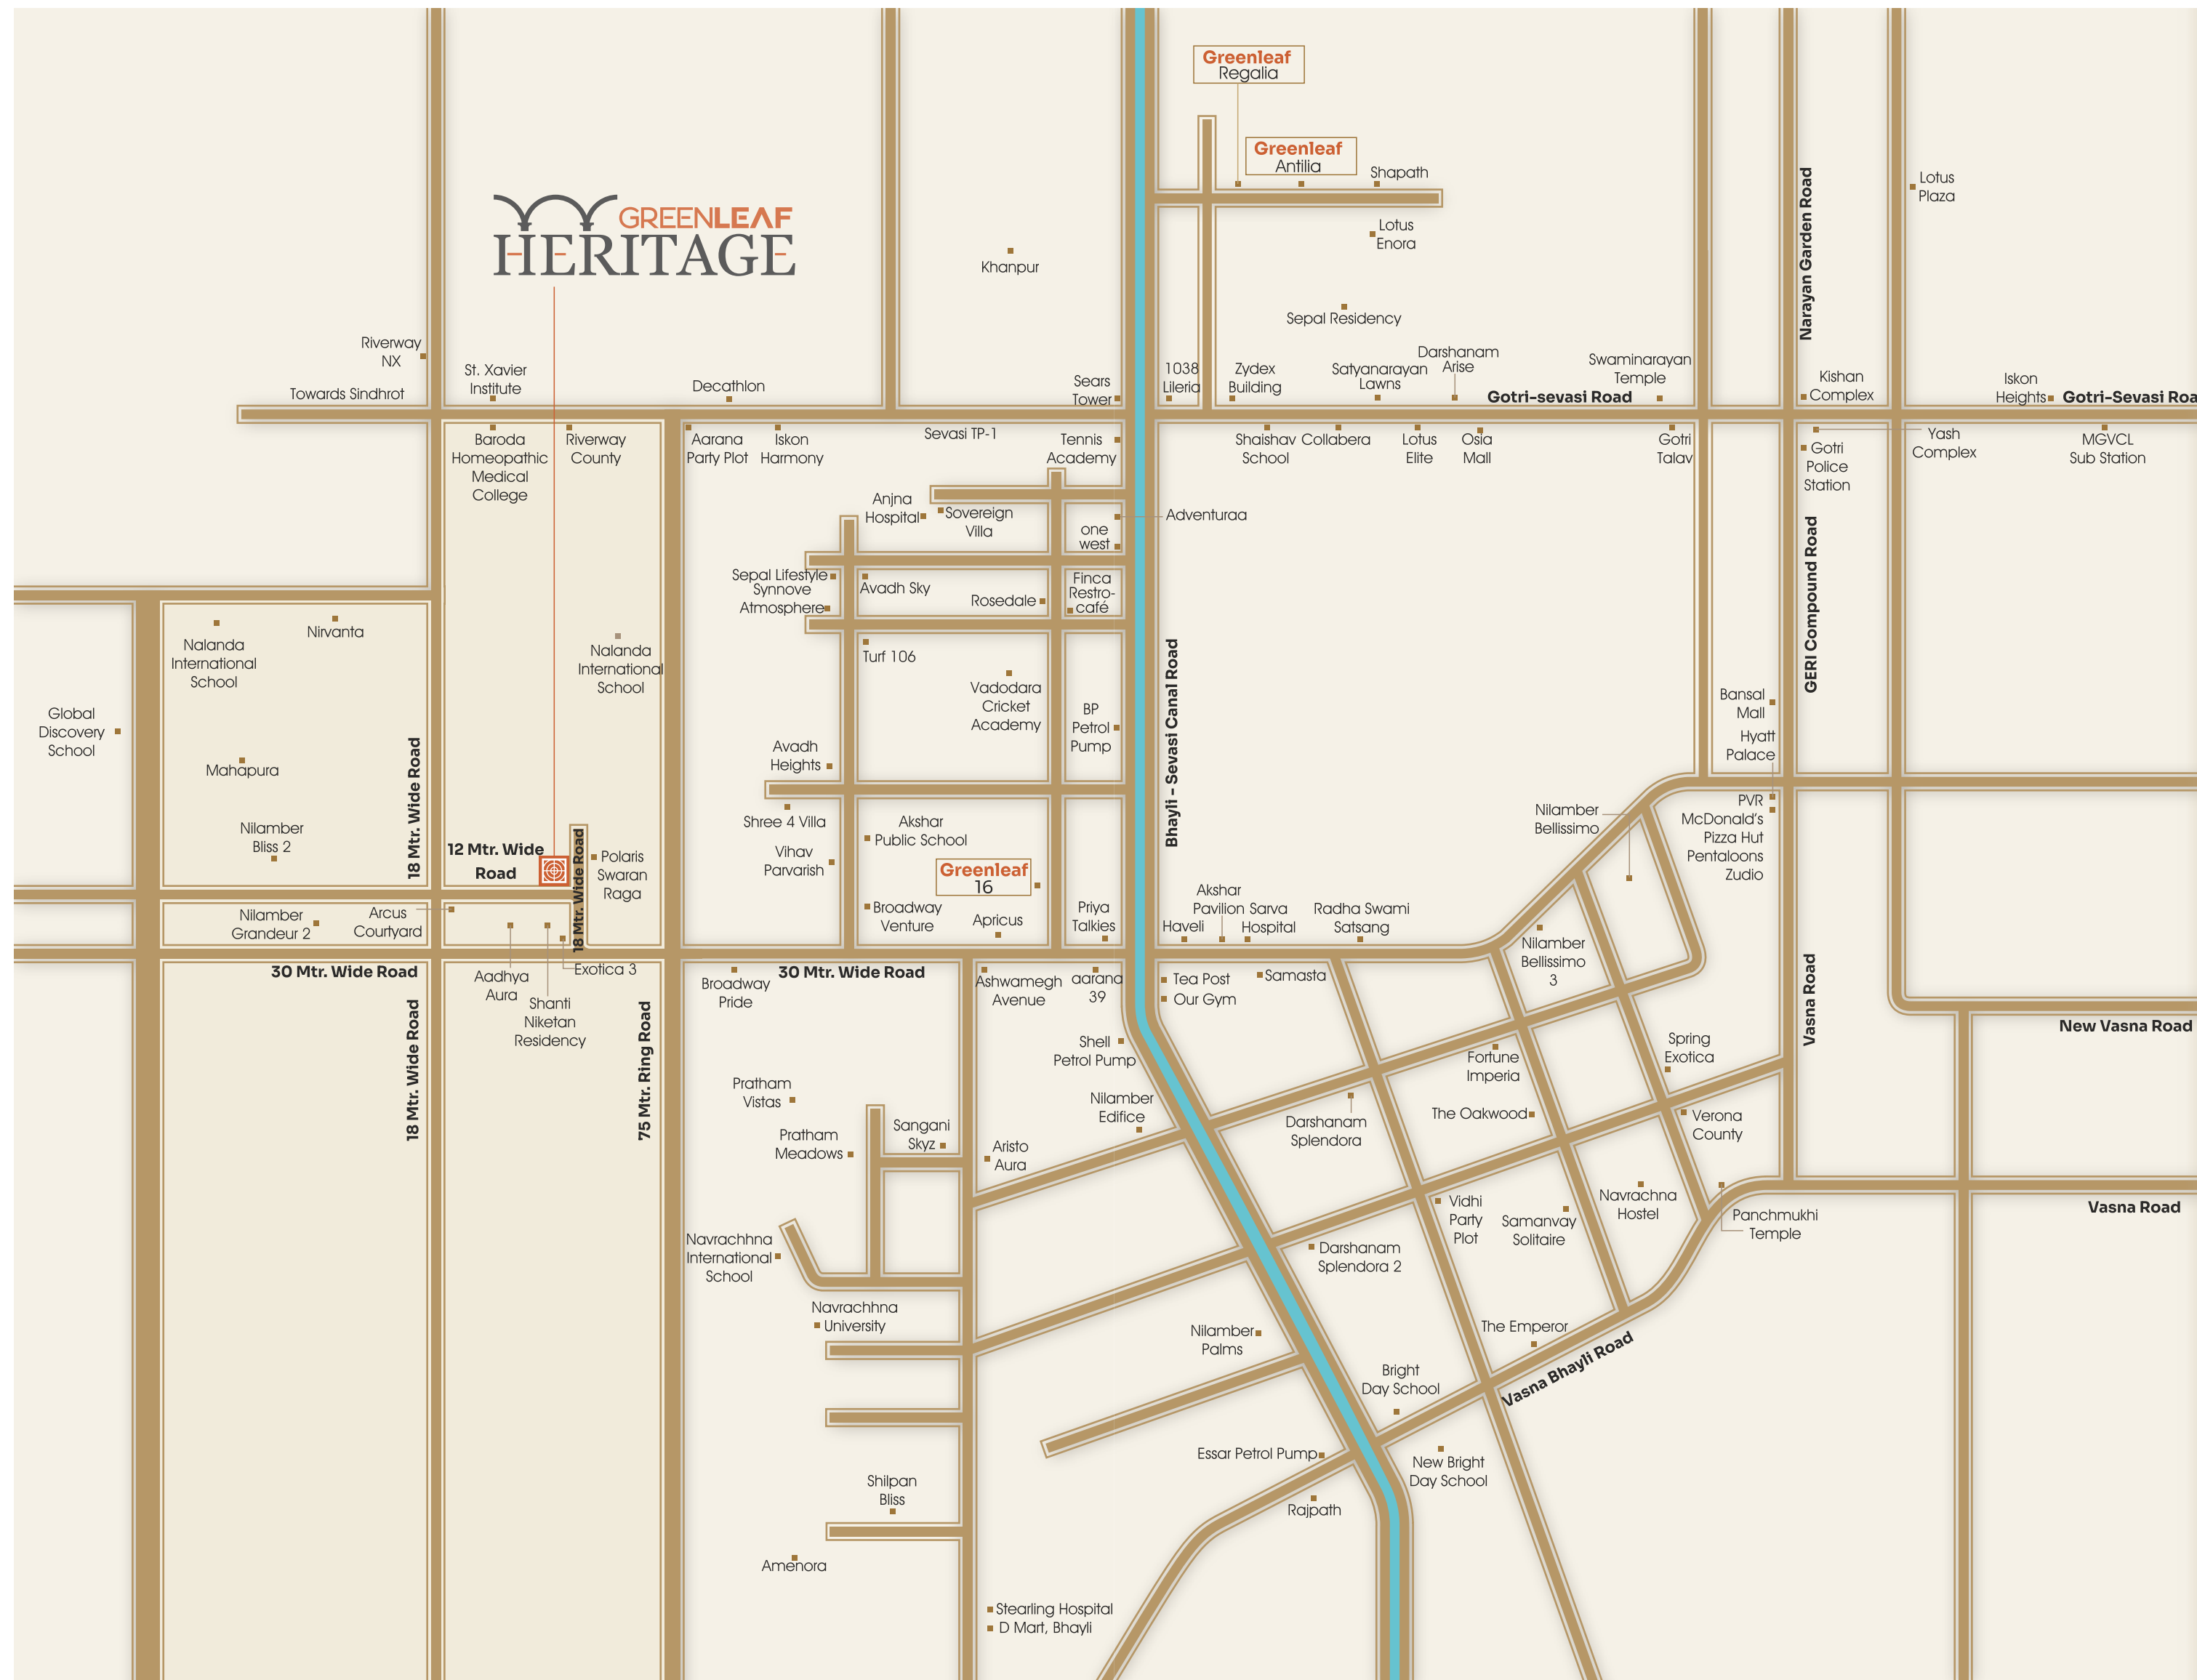 Greenleaf
Regalia
Greenleaf
Antilia
Shapath
Lotus
Enora
Narayan Garden Road
Lotus
Plaza
GREENLEAF
HERITAGE
Khanpur
Sepal Residency
Riverway
NX
Towards Sindhrot
St. Xavier
Institute
Decathlon
Sears
Tower
1038
Lileria
Zydex
Building
Satyanarayan
Lawns
Darshanam
Arise
Gotri-sevasi Road
Swaminarayan
Temple
Kishan
Complex
Iskon
Heights
Gotri-Sevasi Roa
Baroda
Homeopathic
Medical
College
Riverway
County
Aarana
Party Plot
Iskon
Harmony
Sevasi TP-1
Tennis
Academy
Shaishav
School
Collabera
Lotus
Elite
Osia
Mall
Gotri
Talav
Gotri
Police
Station
Yash
Complex
MGVCL
Sub Station
Anjna
Hospital
Sovereign
Villa
Adventuraa
one
west
Sepal Lifestyle
Synnove
Atmosphere
Avadh Sky
Rosedale
Finca
Restro-
café
Turf 106
GERI Compound Road
Nalanda
International
School
Nirvanta
Nalanda
International
School
Global
Discovery
School
Mahapura
Nilamber
Bliss 2
18 Mtr. Wide Road
Vadodara
Cricket
Academy
BP
Petrol
Pump
Bhayli - Sevasi Canal Road
Bansal
Mall
Hyatt
Palace
Avadh
Heights
Shree 4 Villa
Akshar
Public School
Vihav
Parvarish
Greenleaf
16
Nilamber
Bellissimo
PVR
McDonald's
Pizza Hut
Pentaloons
Zudio
12 Mtr. Wide
Road
18 Mtr. Wide Road
Polaris
Swaran
Raga
Nilamber
Grandeur 2
Arcus
Courtyard
Broadway
Venture
Apricus
Priya
Talkies
Haveli
Akshar
Pavilion
Sarva
Hospital
Radha Swami
Satsang
Nilamber
Bellissimo
3
Vasna Road
30 Mtr. Wide Road
Aadhya
Aura
Shanti
Niketan
Residency
Exotica 3
30 Mtr. Wide Road
Broadway
Pride
Ashwamegh
Avenue
aarana
39
Tea Post
Our Gym
Samasta
New Vasna Road
18 Mtr. Wide Road
75 Mtr. Ring Road
Shell
Petrol Pump
Fortune
Imperia
Spring
Exotica
Pratham
Vistas
Pratham
Meadows
Sangani
Skyz
Aristo
Aura
Nilamber
Edifice
Darshanam
Splendora
The Oakwood
Verona
County
Navrachhna
International
School
Darshanam
Splendora 2
Vidhi
Party
Plot
Samanvay
Solitaire
Navrachna
Hostel
Panchmukhi
Temple
Vasna Road
Navrachhna
University
Nilamber
Palms
The Emperor
Vasna Bhayli Road
Bright
Day School
Essar Petrol Pump
New Bright
Day School
Rajpath
Shilpan
Bliss
Amenora
Stearling Hospital
D Mart, Bhayli